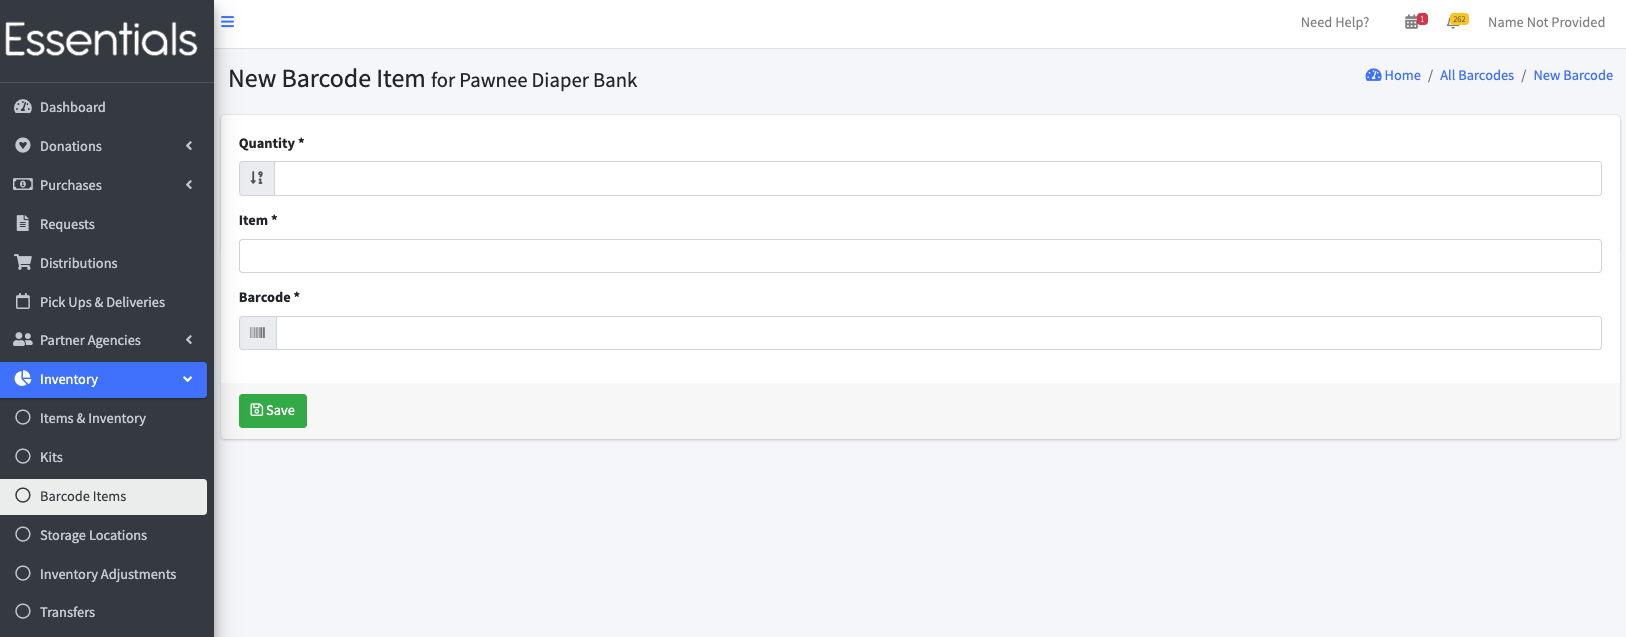 Essentials
Dashboard
Donations
Purchases
Requests
Distributions
Pick Ups & Deliveries
Partner Agencies
Inventory
Items & Inventory
Kits
Barcode Items
Storage Locations
Inventory Adjustments
Transfers
Need Help?
1
262
Name Not Provided
New Barcode Item for Pawnee Diaper Bank
Home / All Barcodes / New Barcode
Quantity *
Item *
Barcode *
Save